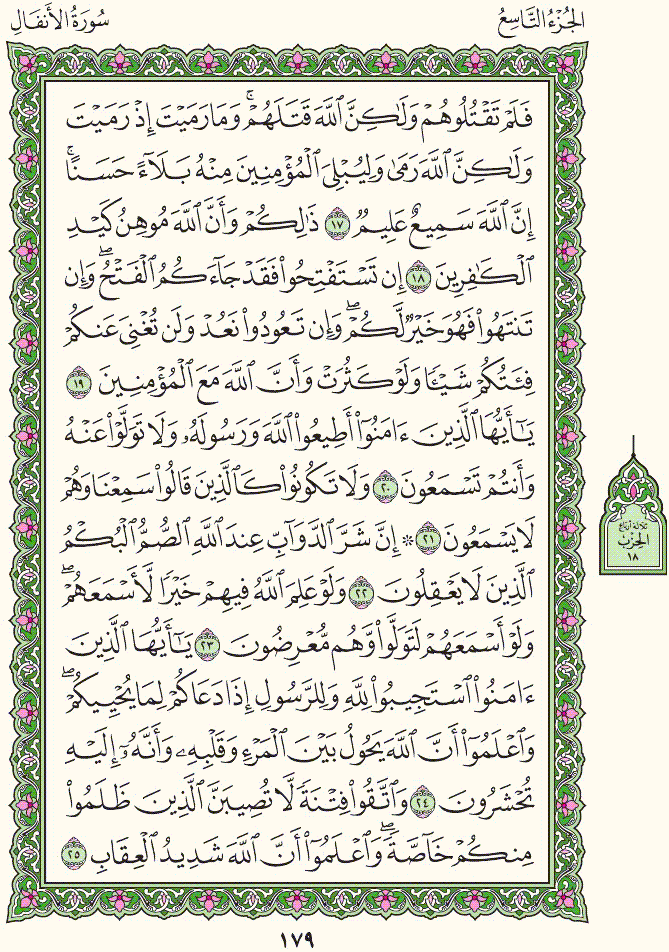 الجُزْءُ التَّاسِعُ
سُورَةُ الأَنفَالِ
فَلَمْ تَقْتُلُوهُمْ وَلَٰكِنَّ ٱللَّهَ قَتَلَهُمْۚ وَمَا رَمَيْتَ إِذْ رَمَيْتَ
وَلَٰكِنَّ ٱللَّهَ رَمَىٰ وَلِيُبْلِىَ ٱلْمُؤْمِنِينَ مِنْهُ بَلَآءً حَسَنًاۚ
إِنَّ ٱللَّهَ سَمِيعٌ عَلِيمٌ ١٧ ذَٰلِكُمْ وَأَنَّ ٱللَّهَ مُوهِنُ كَيْدِ
ٱلْكَٰفِرِينَ ١٨ إِن تَسْتَفْتِحُوا۟ فَقَدْ جَآءَكُمُ ٱلْفَتْحُۖ وَإِن
تَنتَهُوا۟ فَهُوَ خَيْرٌ لَّكُمْۖ وَإِن تَعُودُوا۟ نَعُدْ وَلَن تُغْنِىَ عَنكُمْ
فِئَتُكُمْ شَيْـًٔا وَلَوْ كَثُرَتْ وَأَنَّ ٱللَّهَ مَعَ ٱلْمُؤْمِنِينَ ١٩
يَٰٓأَيُّهَا ٱلَّذِينَ ءَامَنُوٓا۟ أَطِيعُوا۟ ٱللَّهَ وَرَسُولَهُۥ وَلَا تَوَلَّوْا۟ عَنْهُ
وَأَنتُمْ تَسْمَعُونَ ٢٠ وَلَا تَكُونُوا۟ كَٱلَّذِينَ قَالُوا۟ سَمِعْنَا وَهُمْ
لَا يَسْمَعُونَ ٢١ ۞ إِنَّ شَرَّ ٱلدَّوَآبِّ عِندَ ٱللَّهِ ٱلصُّمُّ ٱلْبُكْمُ
ٱلَّذِينَ لَا يَعْقِلُونَ ٢٢ وَلَوْ عَلِمَ ٱللَّهُ فِيهِمْ خَيْرًا لَّأَسْمَعَهُمْۖ
وَلَوْ أَسْمَعَهُمْ لَتَوَلَّوا۟ وَّهُم مُّعْرِضُونَ ٢٣ يَٰٓأَيُّهَا ٱلَّذِينَ
ءَامَنُوا۟ ٱسْتَجِيبُوا۟ لِلَّهِ وَلِلرَّسُولِ إِذَا دَعَاكُمْ لِمَا يُحْيِيكُمْۖ
وَٱعْلَمُوٓا۟ أَنَّ ٱللَّهَ يَحُولُ بَيْنَ ٱلْمَرْءِ وَقَلْبِهِۦ وَأَنَّهُۥٓ إِلَيْهِ
تُحْشَرُونَ ٢٤ وَٱتَّقُوا۟ فِتْنَةً لَّا تُصِيبَنَّ ٱلَّذِينَ ظَلَمُوا۟
مِنكُمْ خَآصَّةًۖ وَٱعْلَمُوٓا۟ أَنَّ ٱللَّهَ شَدِيدُ ٱلْعِقَابِ ٢٥
ثلاثة أرباع
الحزب
١٨
١٧٩